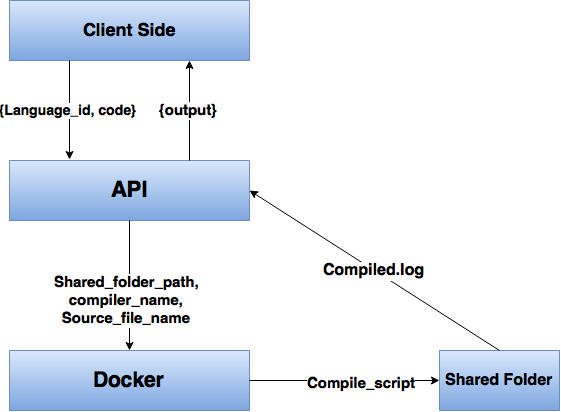 Client Side
{Language_id, code}
{output}
API
Compiled.log
Shared_folder_path,
compiler_name,
Source_file_name
Docker
Compile_script
Shared Folder